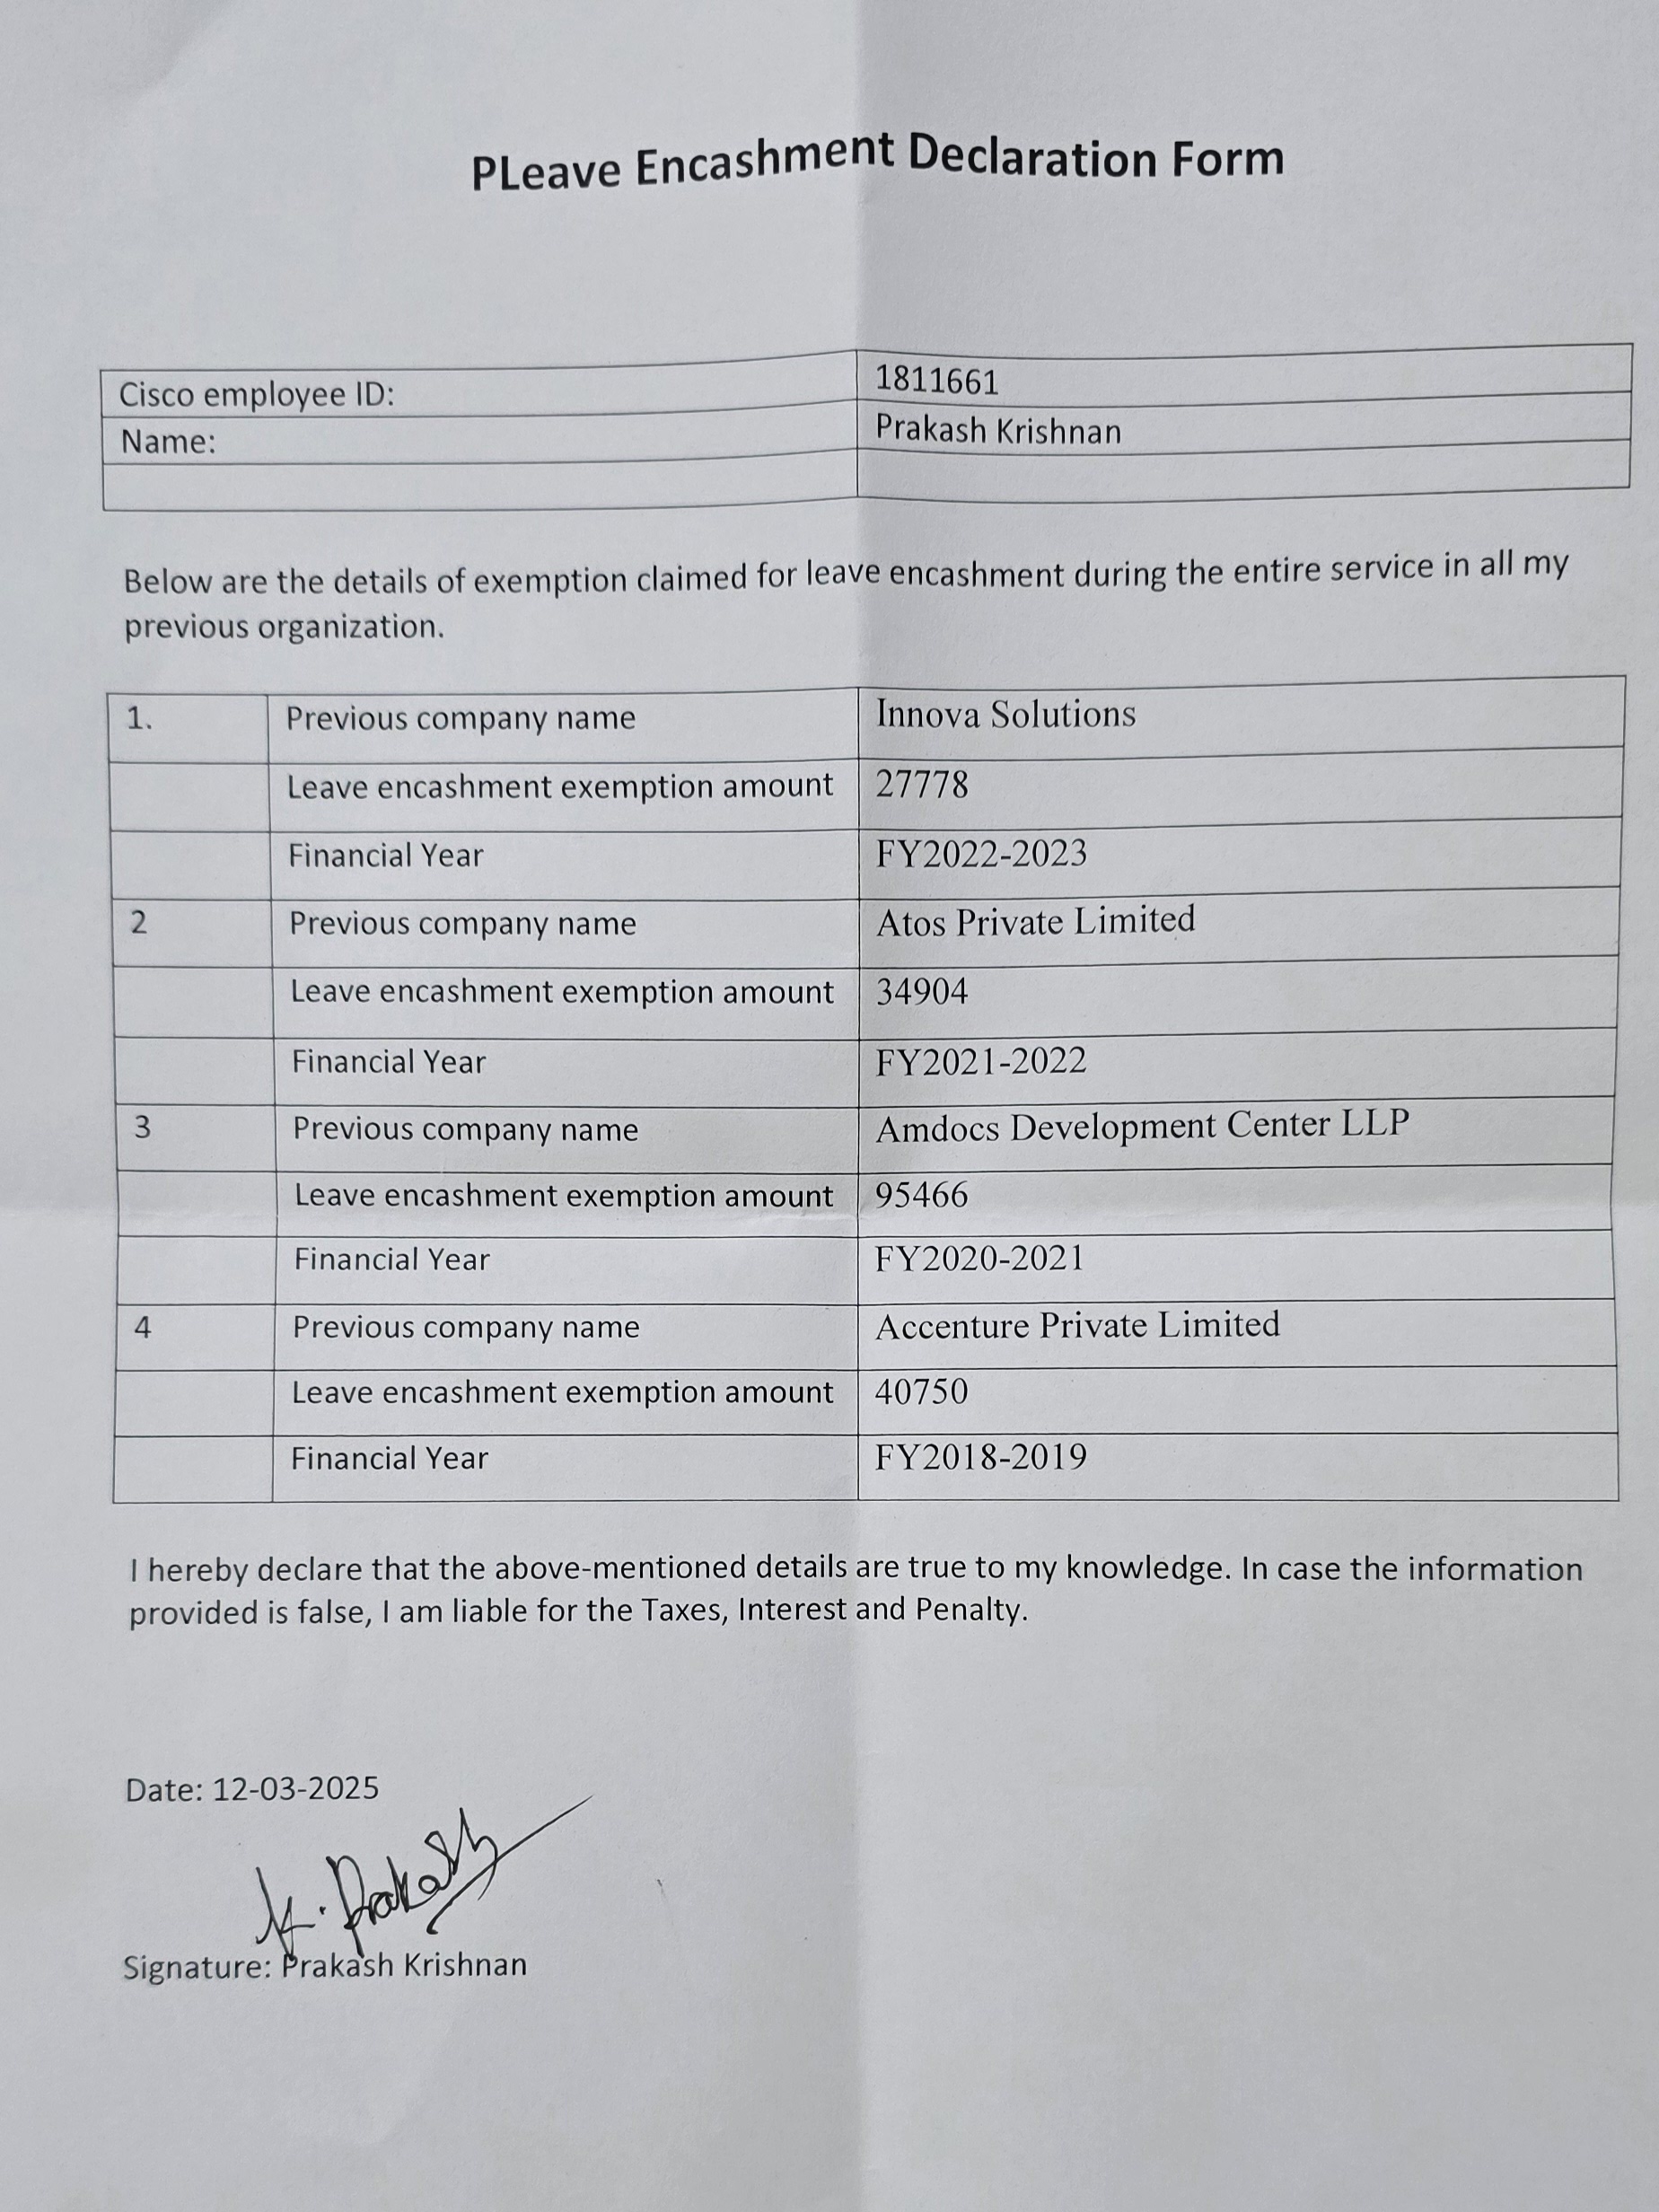 PLeave Encashment Declaration Form
Cisco employee ID: 1811661
Name: Prakash Krishnan
Below are the details of exemption claimed for leave encashment during the entire service in all my
previous organization.
1. Previous company name Innova Solutions
Leave encashment exemption amount 27778
Financial Year FY2022-2023
2 Previous company name Atos Private Limited
Leave encashment exemption amount 34904
Financial Year FY2021-2022
3 Previous company name Amdocs Development Center LLP
Leave encashment exemption amount 95466
Financial Year FY2020-2021
4 Previous company name Accenture Private Limited
Leave encashment exemption amount 40750
Financial Year FY2018-2019
I hereby declare that the above-mentioned details are true to my knowledge. In case the information
provided is false, I am liable for the Taxes, Interest and Penalty.
Date: 12-03-2025
K. Prakash
Signature: Prakash Krishnan